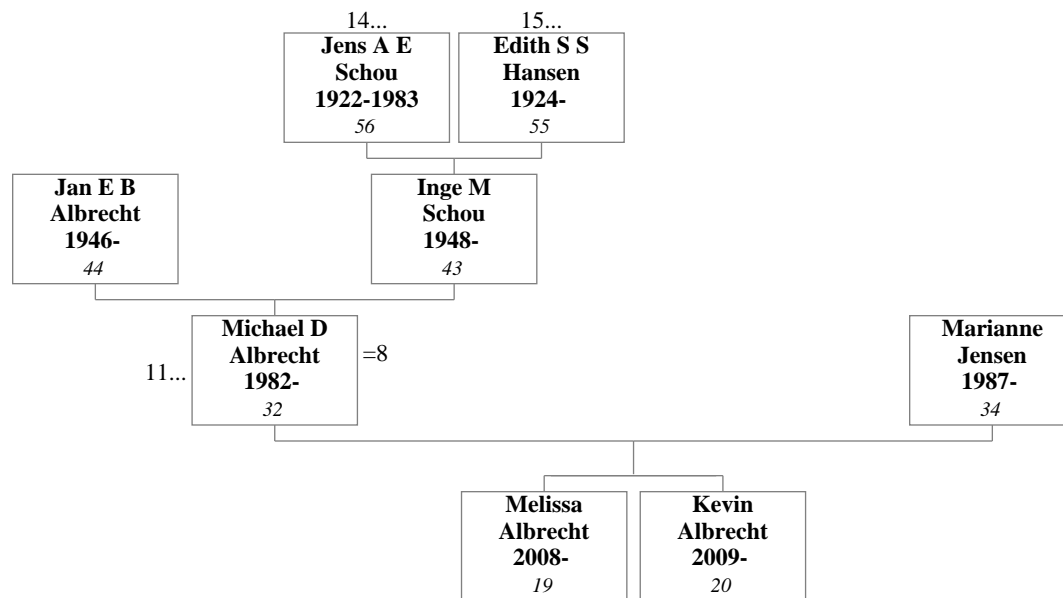 14...
15...
Jens A E
Schou
1922-1983
56
Edith S S
Hansen
1924-
55
Jan E B
Albrecht
1946-
44
Inge M
Schou
1948-
43
11...
Michael D
Albrecht
1982-
32
=8
Marianne
Jensen
1987-
34
Melissa
Albrecht
2008-
19
Kevin
Albrecht
2009-
20